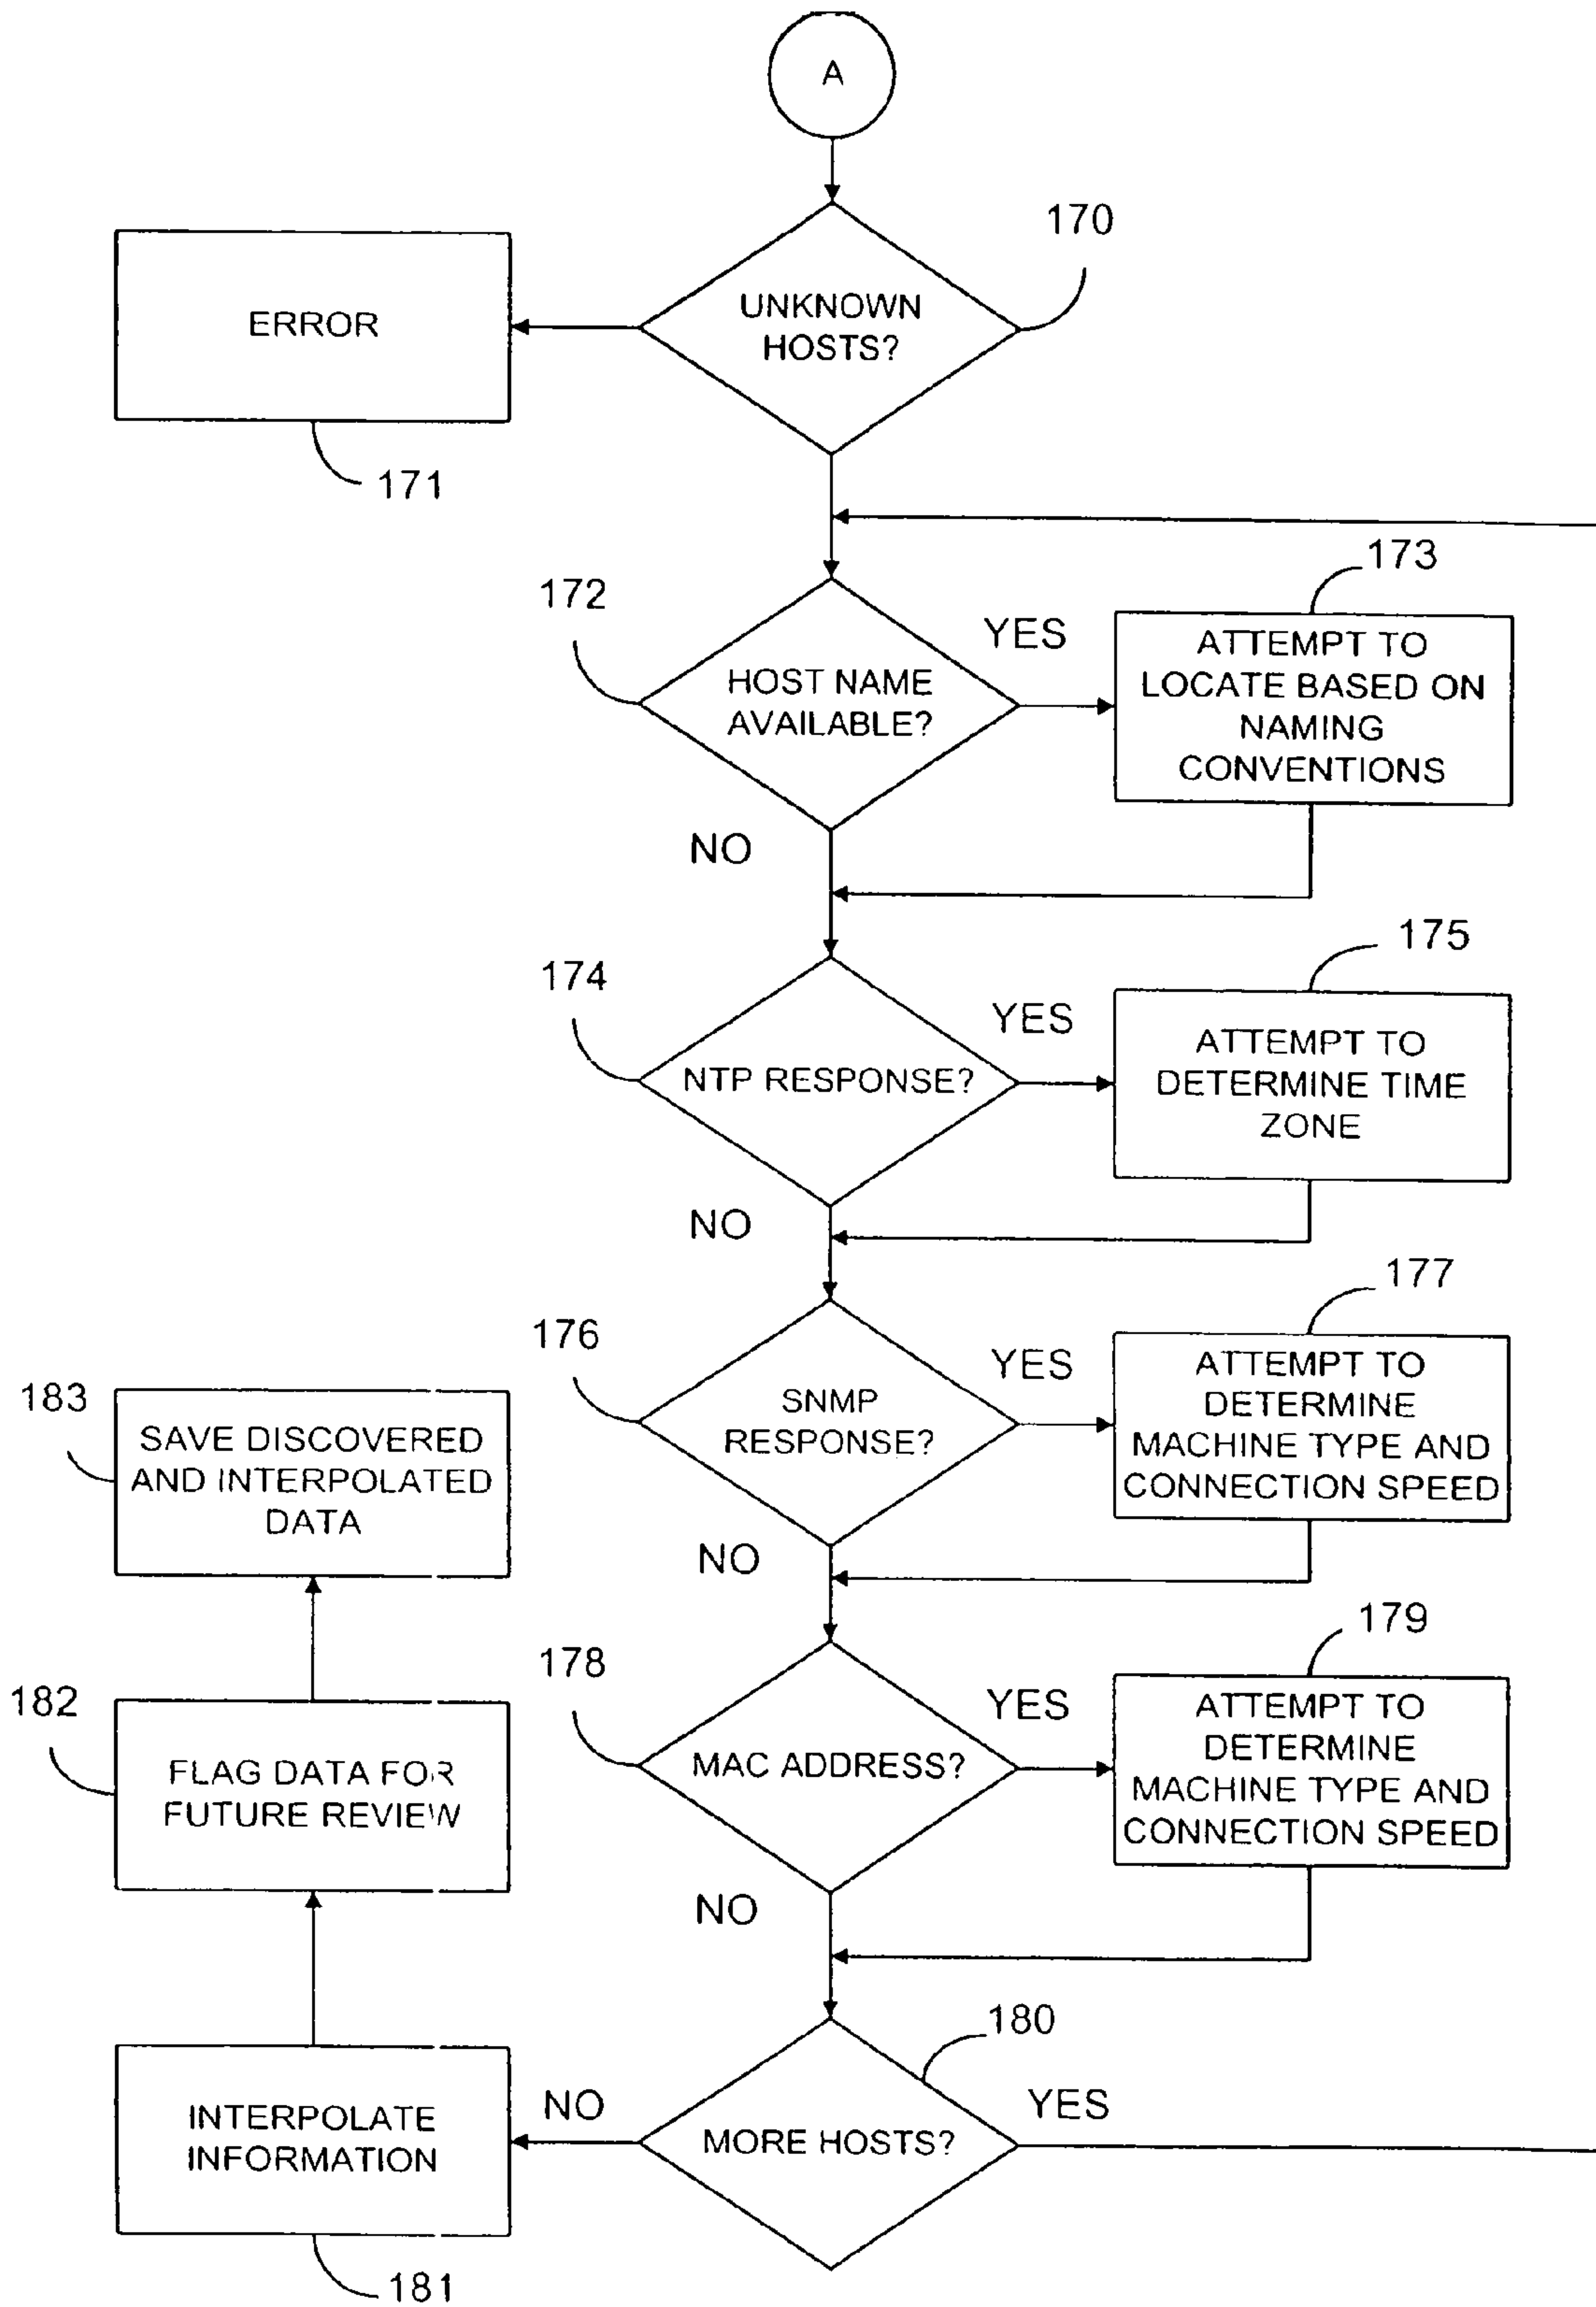 A
170
UNKNOWN
HOSTS?
ERROR
171
172
HOST NAME
AVAILABLE?
YES
173
ATTEMPT TO
LOCATE BASED ON
NAMING
CONVENTIONS
NO
174
NTP RESPONSE?
YES
175
ATTEMPT TO
DETERMINE TIME
ZONE
NO
176
SNMP
RESPONSE?
YES
177
ATTEMPT TO
DETERMINE
MACHINE TYPE AND
CONNECTION SPEED
NO
178
MAC ADDRESS?
YES
179
ATTEMPT TO
DETERMINE
MACHINE TYPE AND
CONNECTION SPEED
NO
180
MORE HOSTS?
YES
NO
INTERPOLATE
INFORMATION
181
182
FLAG DATA FOR
FUTURE REVIEW
183
SAVE DISCOVERED
AND INTERPOLATED
DATA